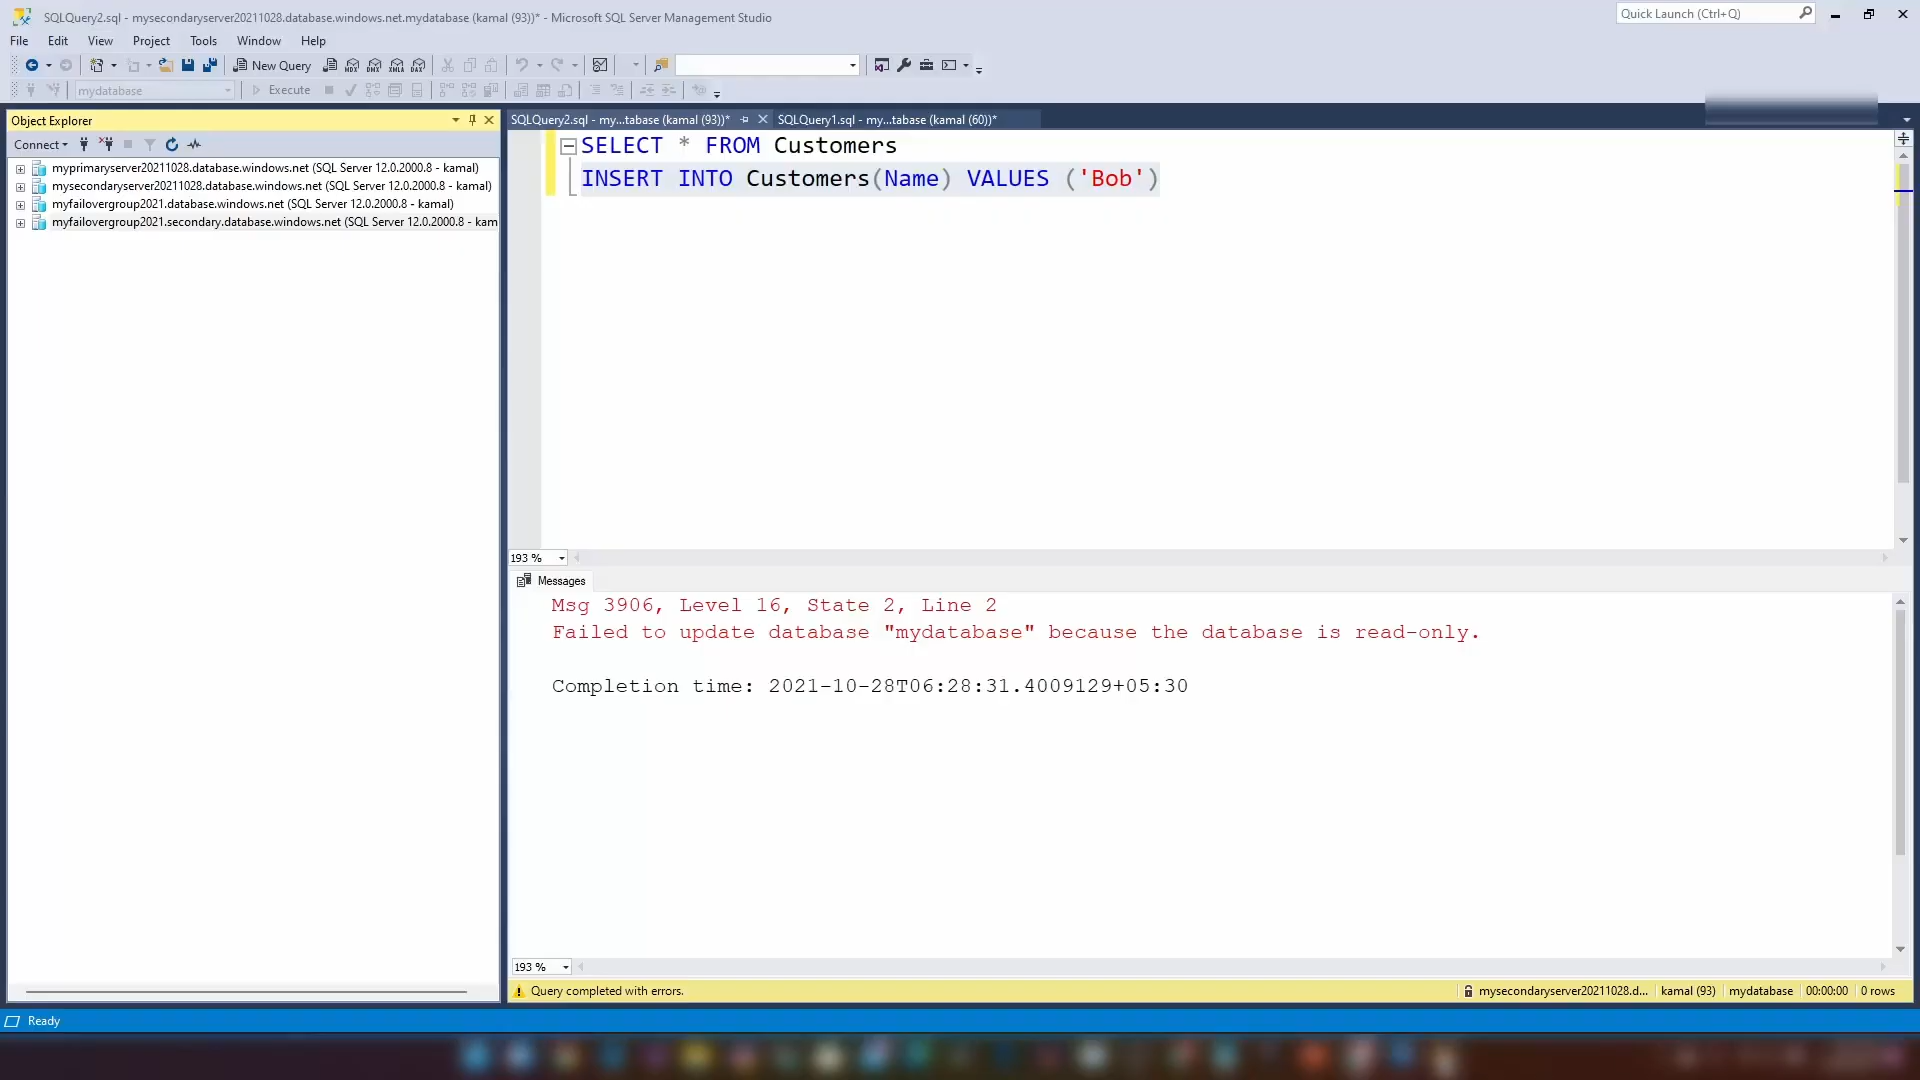 SQLQuery2.sql - mysecondaryserver20211028.database.windows.net.mydatabase (kamal (93))* - Microsoft SQL Server Management Studio
Quick Launch (Ctrl+Q)
File Edit View Project Tools Window Help
New Query
mydatabase
Execute
Object Explorer
SQLQuery2.sql - my...tabase (kamal (93))*
SQLQuery1.sql - my...tabase (kamal (60))*
Connect
myprimaryserver20211028.database.windows.net (SQL Server 12.0.2000.8 - kamal)
mysecondaryserver20211028.database.windows.net (SQL Server 12.0.2000.8 - kamal)
myfailovergroup2021.database.windows.net (SQL Server 12.0.2000.8 - kamal)
myfailovergroup2021.secondary.database.windows.net (SQL Server 12.0.2000.8 - kam
SELECT * FROM Customers
INSERT INTO Customers(Name) VALUES ('Bob')
193 %
Messages
Msg 3906, Level 16, State 2, Line 2
Failed to update database "mydatabase" because the database is read-only.
Completion time: 2021-10-28T06:28:31.4009129+05:30
193 %
Query completed with errors.
mysecondaryserver20211028.d... kamal (93) mydatabase 00:00:00 0 rows
Ready